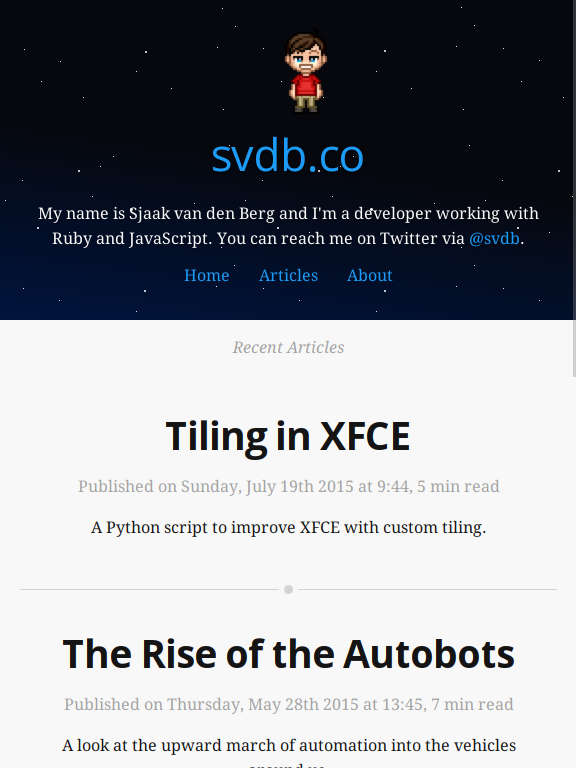 svdb.co
My name is Sjaak van den Berg and I'm a developer working with
Ruby and JavaScript. You can reach me on Twitter via @svdb.
Home Articles About
Recent Articles
Tiling in XFCE
Published on Sunday, July 19th 2015 at 9:44, 5 min read
A Python script to improve XFCE with custom tiling.
The Rise of the Autobots
Published on Thursday, May 28th 2015 at 13:45, 7 min read
A look at the upward march of automation into the vehicles